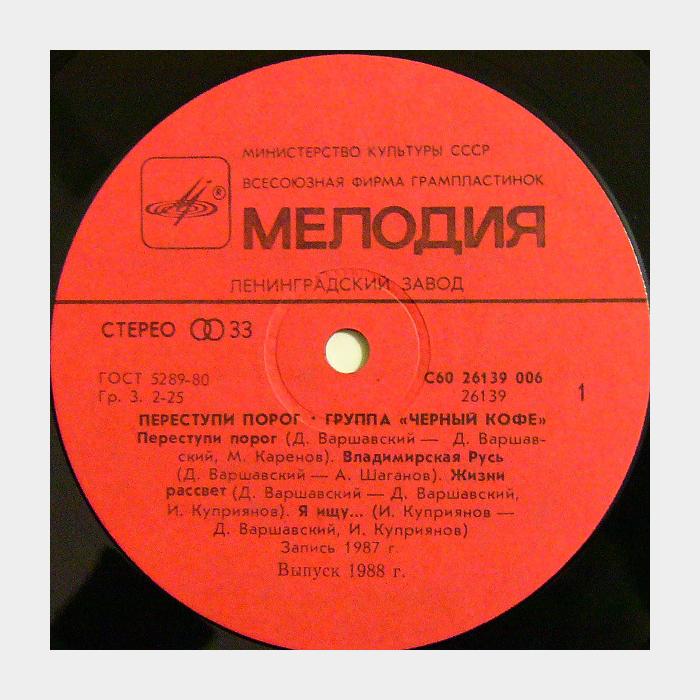 МИНИСТЕРСТВО КУЛЬТУРЫ СССР
ВСЕСОЮЗНАЯ ФИРМА ГРАМПЛАСТИНОК
®
МЕЛОДИЯ
ЛЕНИНГРАДСКИЙ ЗАВОД
СТЕРЕО 33
ГОСТ 5289-80
Гр. 3. 2-25
С60 26139 006
26139
1
ПЕРЕСТУПИ ПОРОГ · ГРУППА «ЧЕРНЫЙ КОФЕ»
Переступи порог (Д. Варшавский — Д. Варшав-
ский, М. Каренов). Владимирская Русь
(Д. Варшавский — А. Шаганов). Жизни
рассвет (Д. Варшавский — Д. Варшавский,
И. Куприянов). Я ищу... (И. Куприянов —
Д. Варшавский, И. Куприянов)
Запись 1987 г.
Выпуск 1988 г.